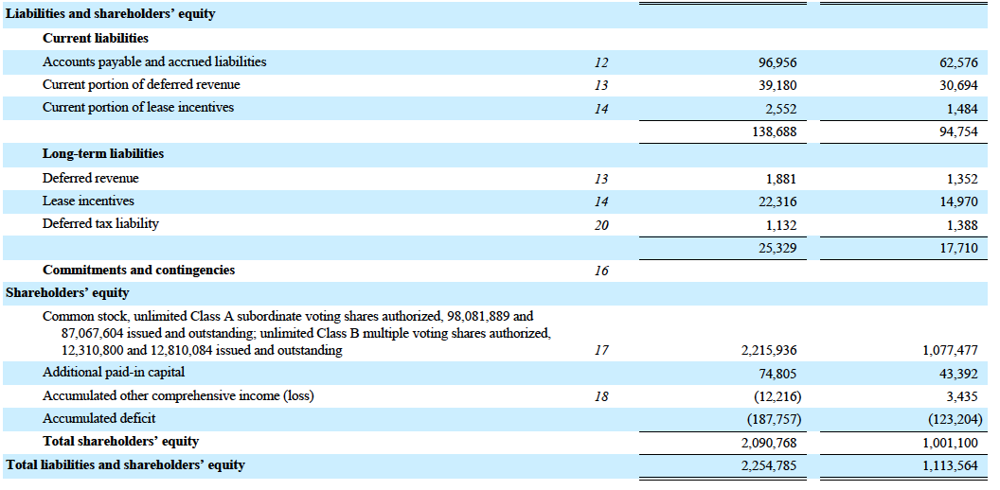 Liabilities and shareholders’ equity
Current liabilities
Accounts payable and accrued liabilities 12 96,956 62,576
Current portion of deferred revenue 13 39,180 30,694
Current portion of lease incentives 14 2,552 1,484
138,688 94,754
Long-term liabilities
Deferred revenue 13 1,881 1,352
Lease incentives 14 22,316 14,970
Deferred tax liability 20 1,132 1,388
25,329 17,710
Commitments and contingencies 16
Shareholders’ equity
Common stock, unlimited Class A subordinate voting shares authorized, 98,081,889 and
87,067,604 issued and outstanding; unlimited Class B multiple voting shares authorized,
12,310,800 and 12,810,084 issued and outstanding 17 2,215,936 1,077,477
Additional paid-in capital 74,805 43,392
Accumulated other comprehensive income (loss) 18 (12,216) 3,435
Accumulated deficit (187,757) (123,204)
Total shareholders’ equity 2,090,768 1,001,100
Total liabilities and shareholders’ equity 2,254,785 1,113,564